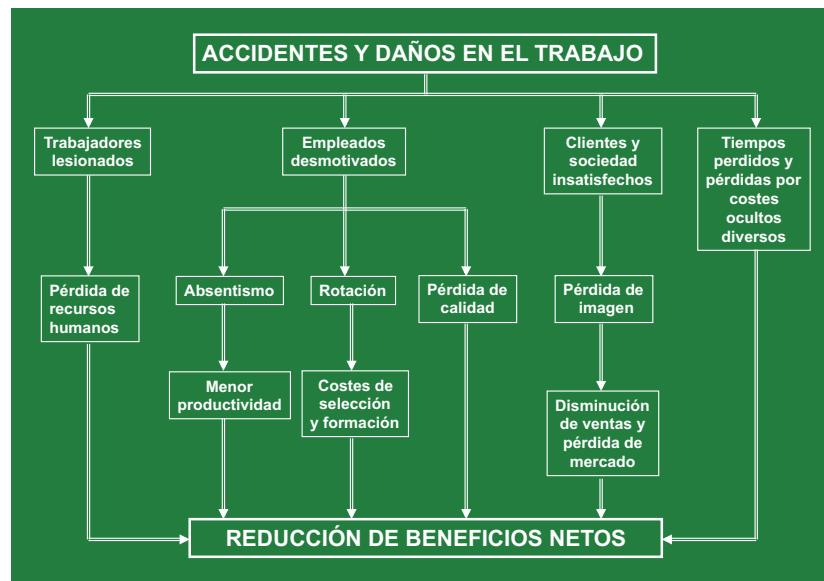 ACCIDENTES Y DAÑOS EN EL TRABAJO
Trabajadores
lesionados
Empleados
desmotivados
Clientes y
sociedad
insatisfechos
Tiempos
perdidos y
pérdidas por
costes
ocultos
diversos
Pérdida de
recursos
humanos
Absentismo
Rotación
Pérdida de
calidad
Pérdida de
imagen
Menor
productividad
Costes de
selección
y formación
Disminución
de ventas y
pérdida de
mercado
REDUCCIÓN DE BENEFICIOS NETOS